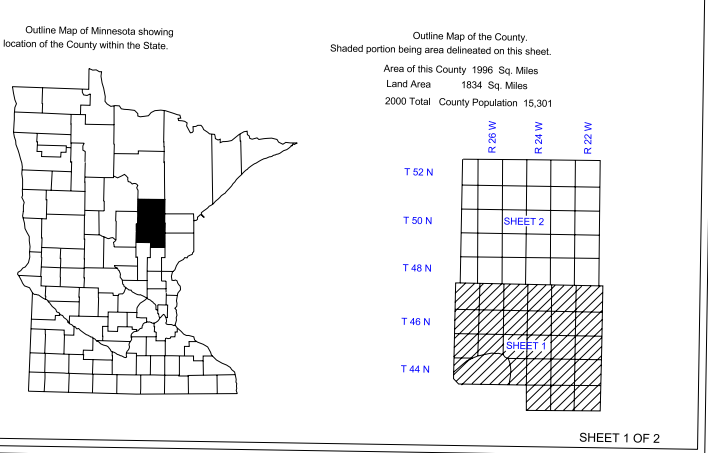 Outline Map of Minnesota showing
location of the County within the State.
Outline Map of the County.
Shaded portion being area delineated on this sheet.
Area of this County 1996 Sq. Miles
Land Area 1834 Sq. Miles
2000 Total County Population 15,301
R 26 W
R 24 W
R 22 W
T 52 N
T 50 N
SHEET 2
T 48 N
T 46 N
SHEET 1
T 44 N
SHEET 1 OF 2